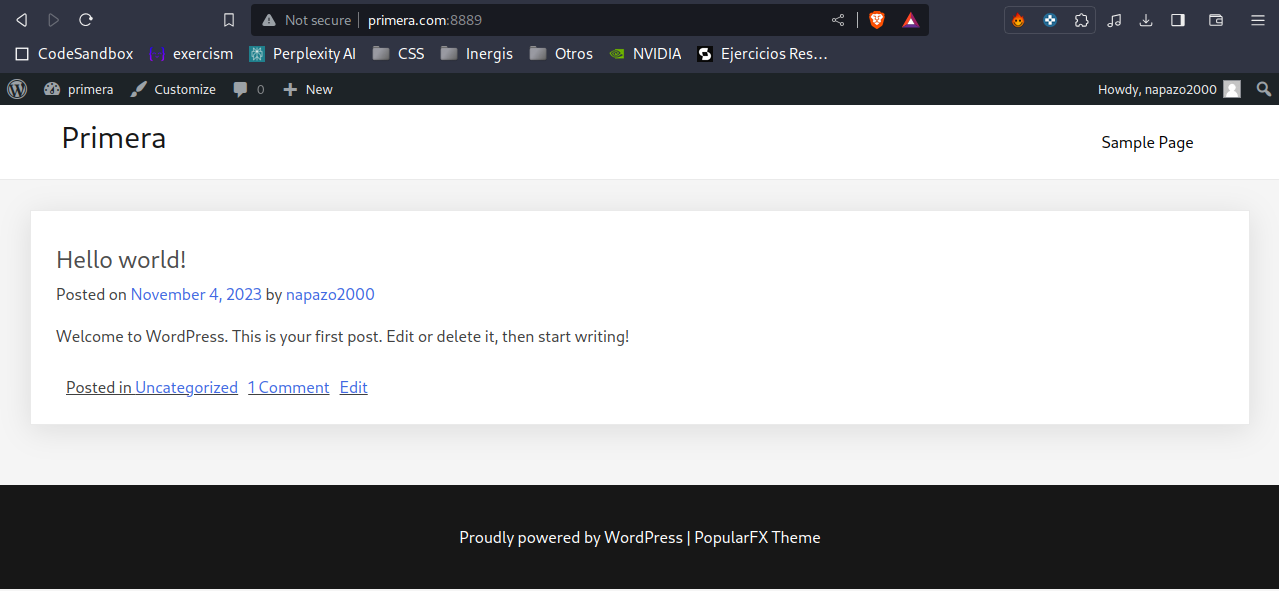 Not secure primera.com:8889
CodeSandbox exercism Perplexity AI CSS Inergis Otros NVIDIA Ejercicios Res...
primera Customize 0 New Howdy, napazo2000
Primera
Sample Page
Hello world!
Posted on November 4, 2023 by napazo2000
Welcome to WordPress. This is your first post. Edit or delete it, then start writing!
Posted in Uncategorized 1 Comment Edit
Proudly powered by WordPress | PopularFX Theme